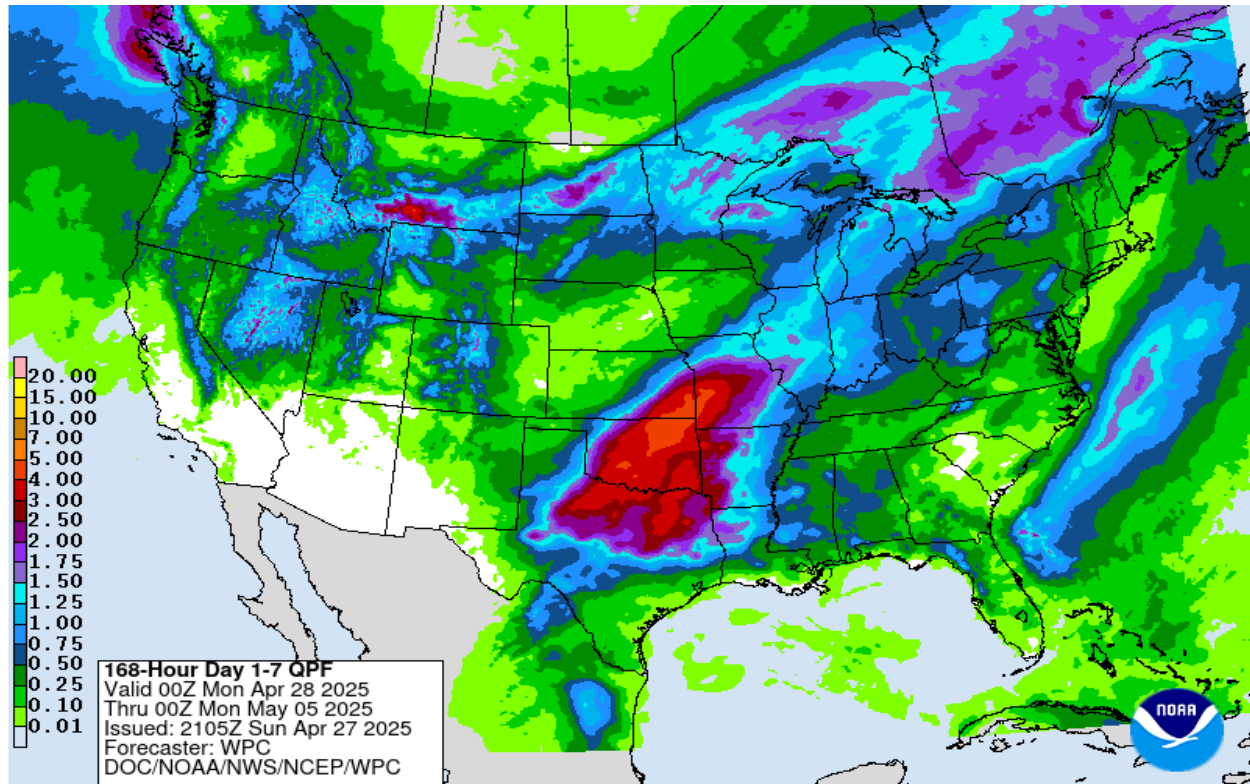 20.00
15.00
10.00
7.00
5.00
4.00
3.00
2.50
2.00
1.75
1.50
1.25
1.00
0.75
0.50
0.25
0.10
0.01
168-Hour Day 1-7 QPF
Valid 00Z Mon Apr 28 2025
Thru 00Z Mon May 05 2025
Issued: 2105Z Sun Apr 27 2025
Forecaster: WPC
DOC/NOAA/NWS/NCEP/WPC
NOAA